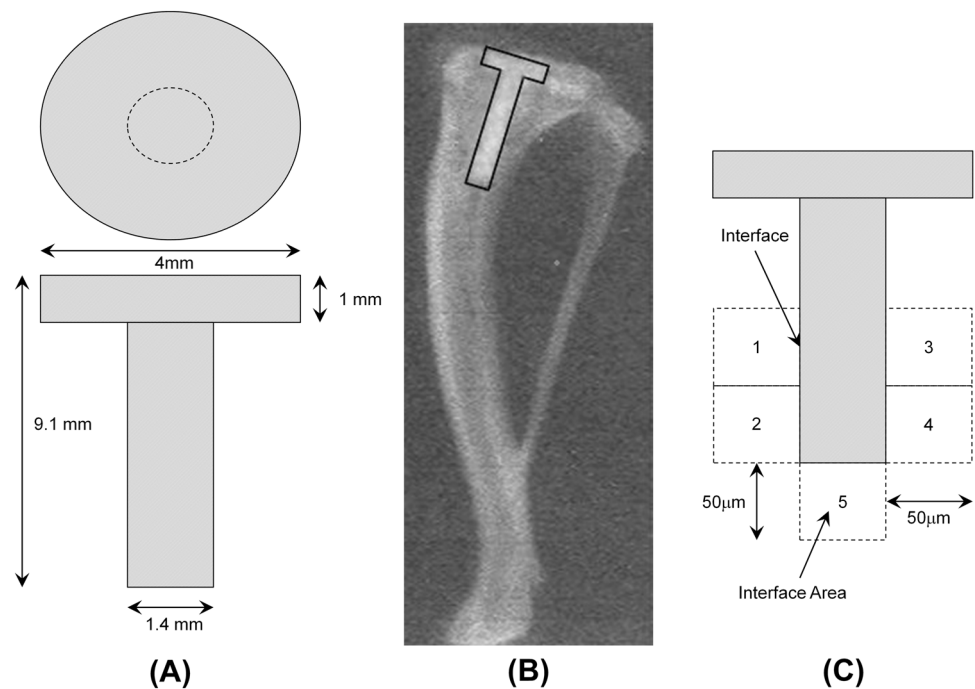 4mm
1 mm
9.1 mm
1.4 mm
(A)
(B)
Interface
1
3
2
4
50μm
5
50μm
Interface Area
(C)